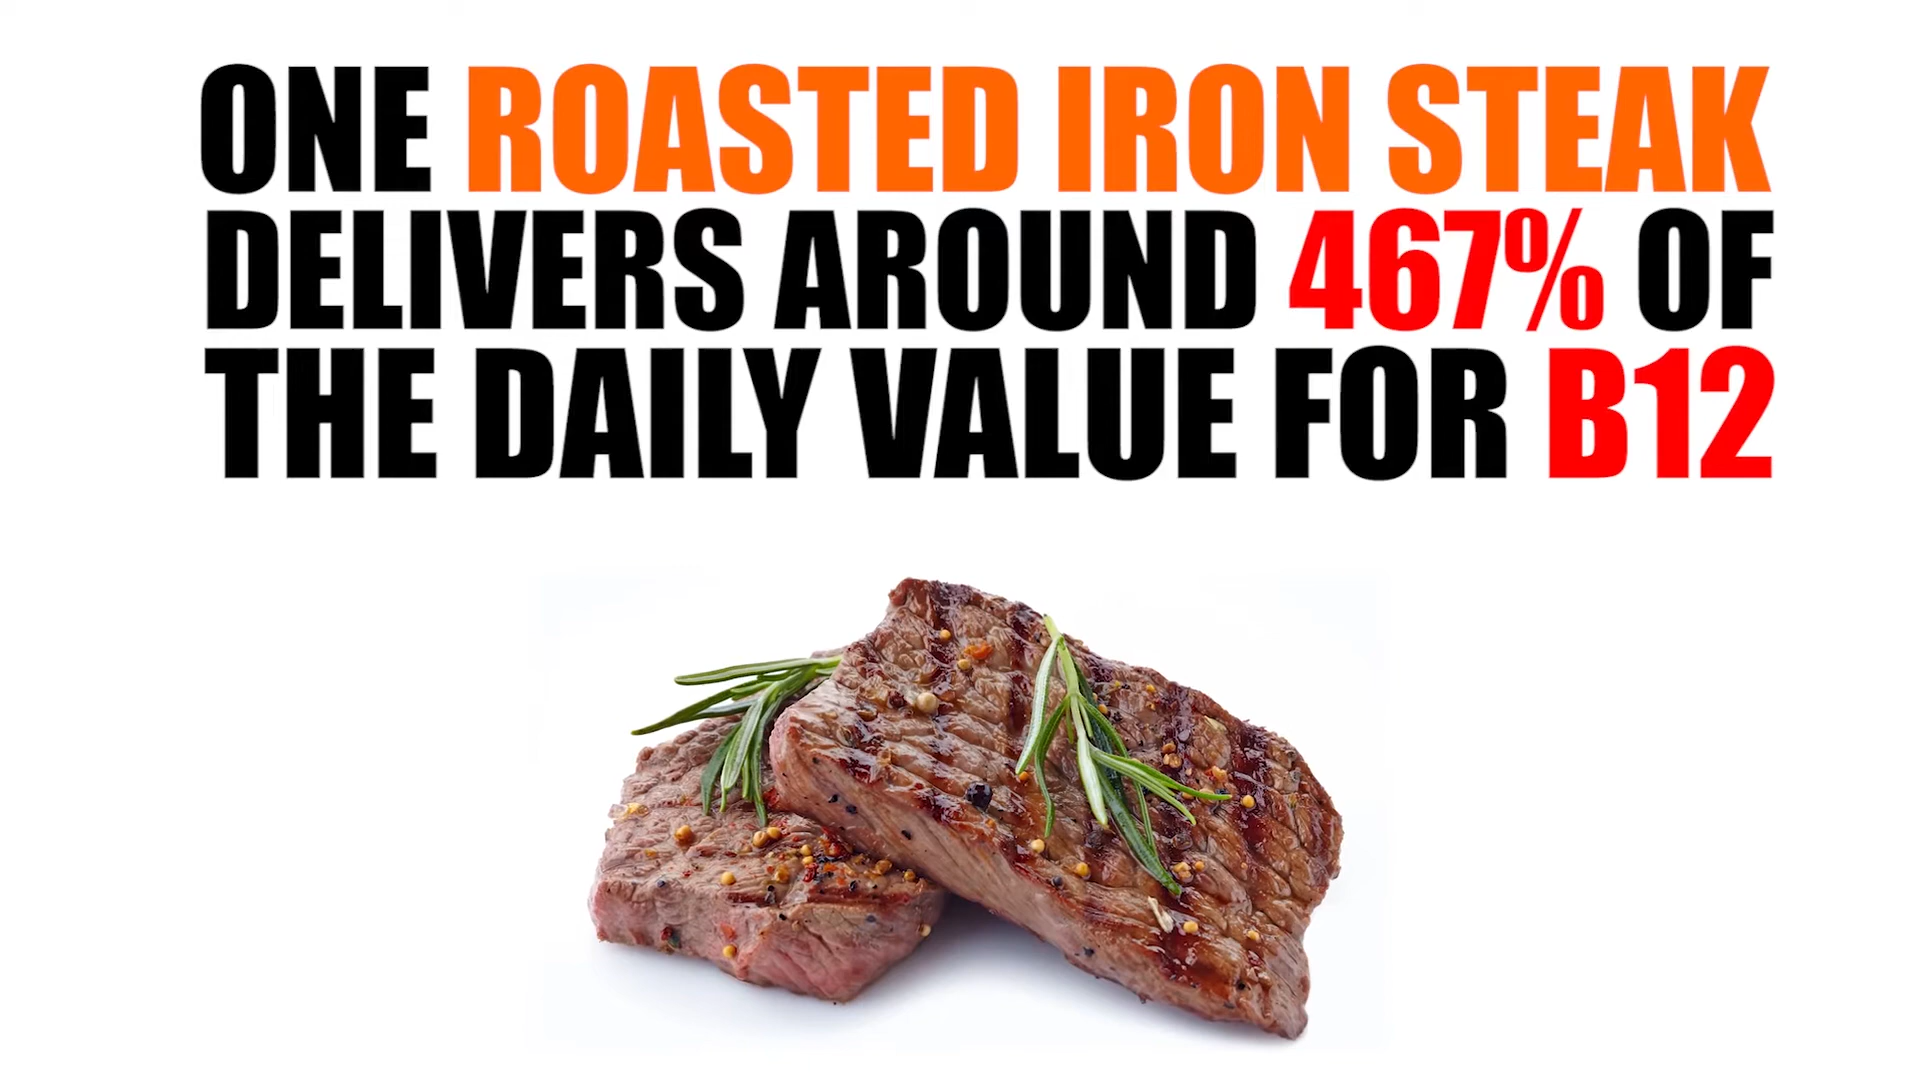 ONE ROASTED IRON STEAK
DELIVERS AROUND 467% OF
THE DAILY VALUE FOR B12